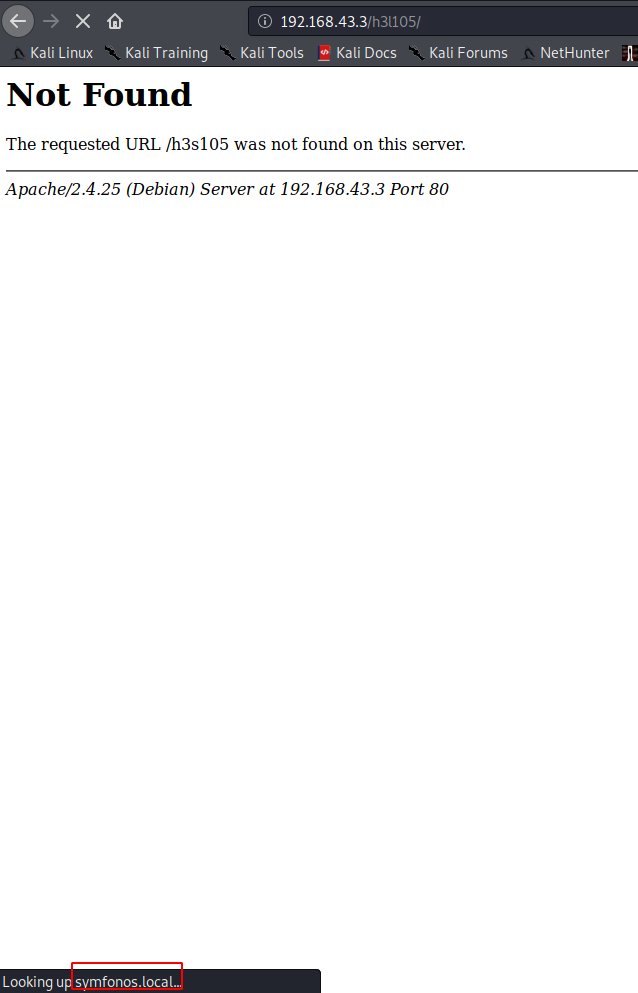 192.168.43.3/h3l105/
Kali Linux Kali Training Kali Tools Kali Docs Kali Forums NetHunter
Not Found
The requested URL /h3s105 was not found on this server.
Apache/2.4.25 (Debian) Server at 192.168.43.3 Port 80
Looking up symfonos.local…